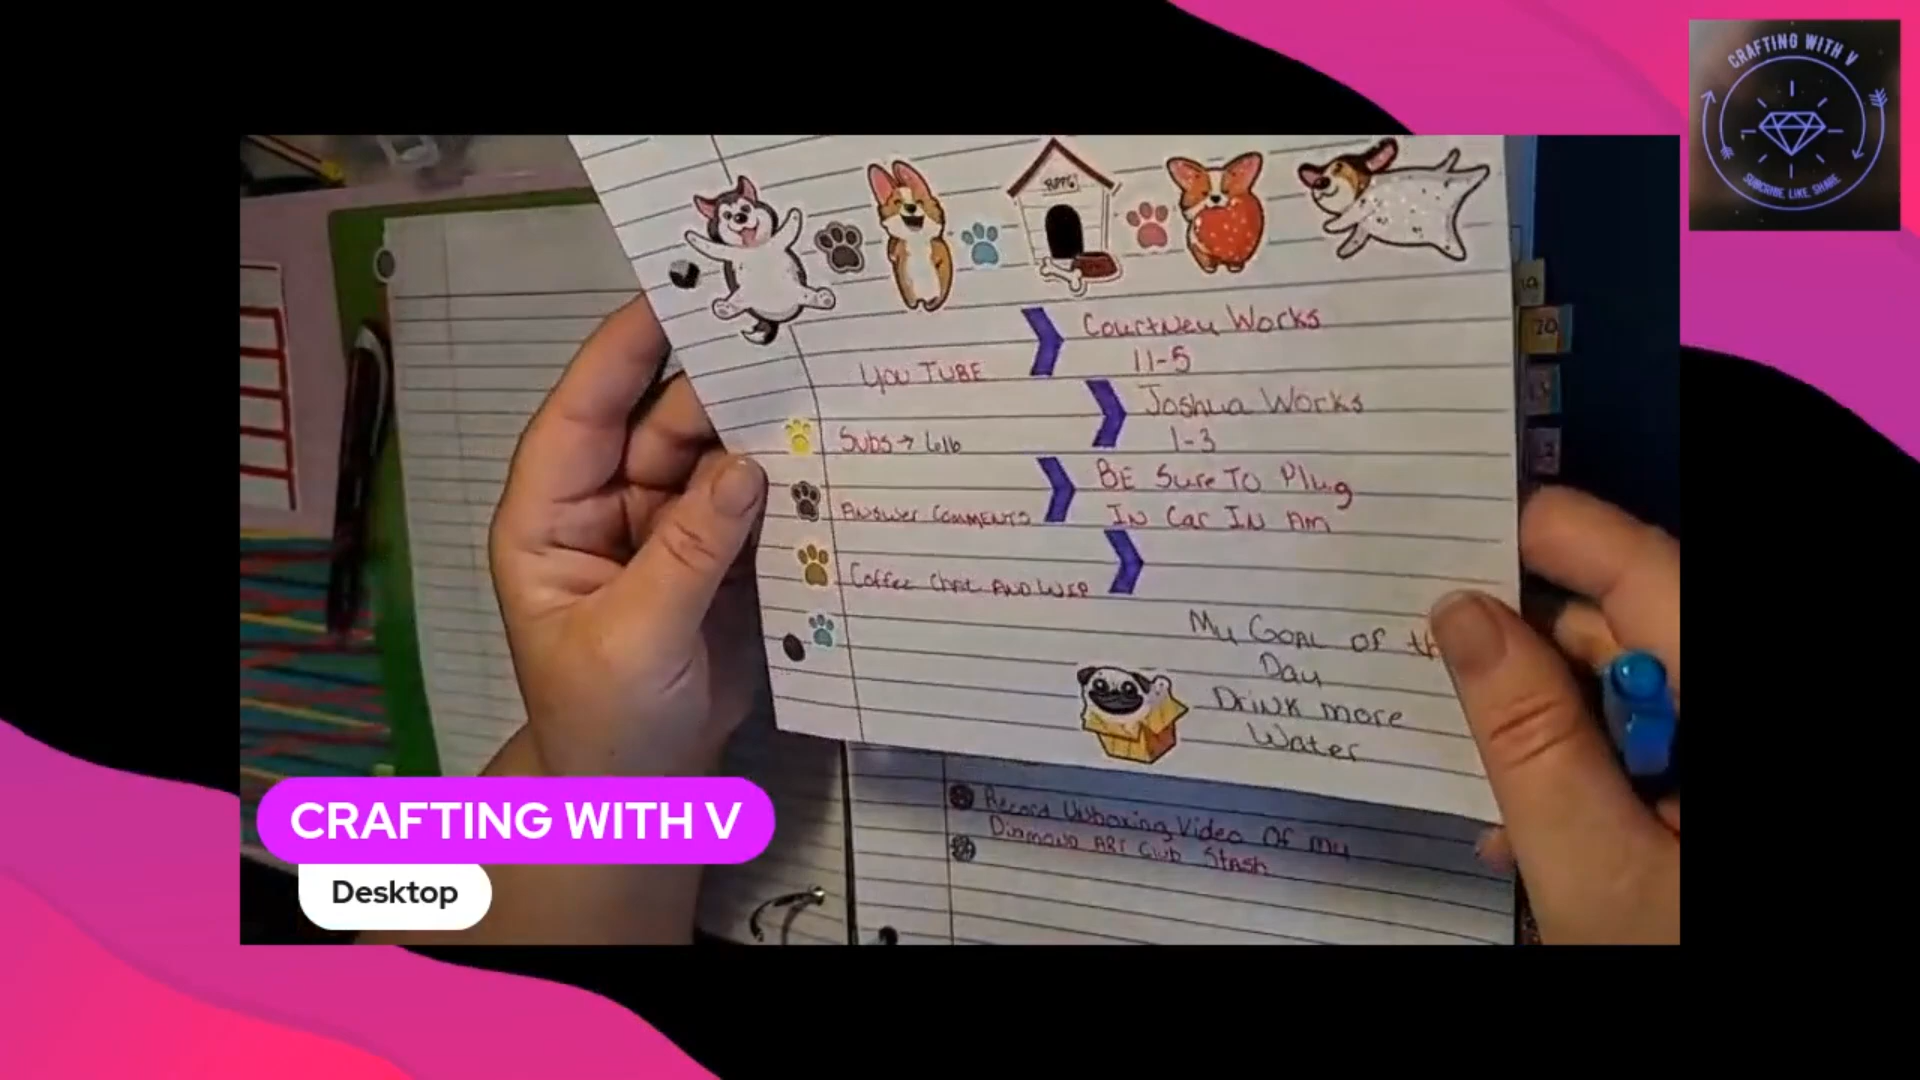 CRAFTING WITH V
SUBCRIBE, LIKE, SHARE
YOU TUBE
Subs → 616
Answer Comments
Coffee Chat AND WIP
Courtney Works
11-5
Joshua Works
1-3
BE Sure To Plug
IN Car IN Am
My GOAL of th
Day
Drink more
Water
Record Unboxing Video Of my
Diamond ART Club Stash
20
CRAFTING WITH V
Desktop